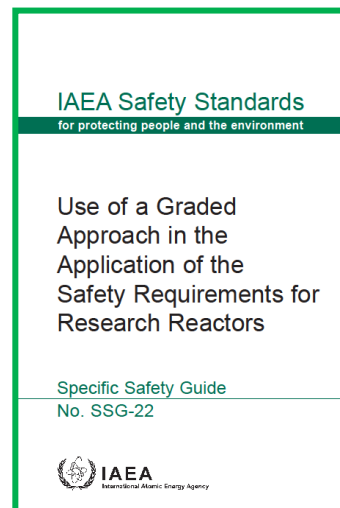 IAEA Safety Standards
for protecting people and the environment
Use of a Graded
Approach in the
Application of the
Safety Requirements for
Research Reactors
Specific Safety Guide
No. SSG-22
IAEA
International Atomic Energy Agency